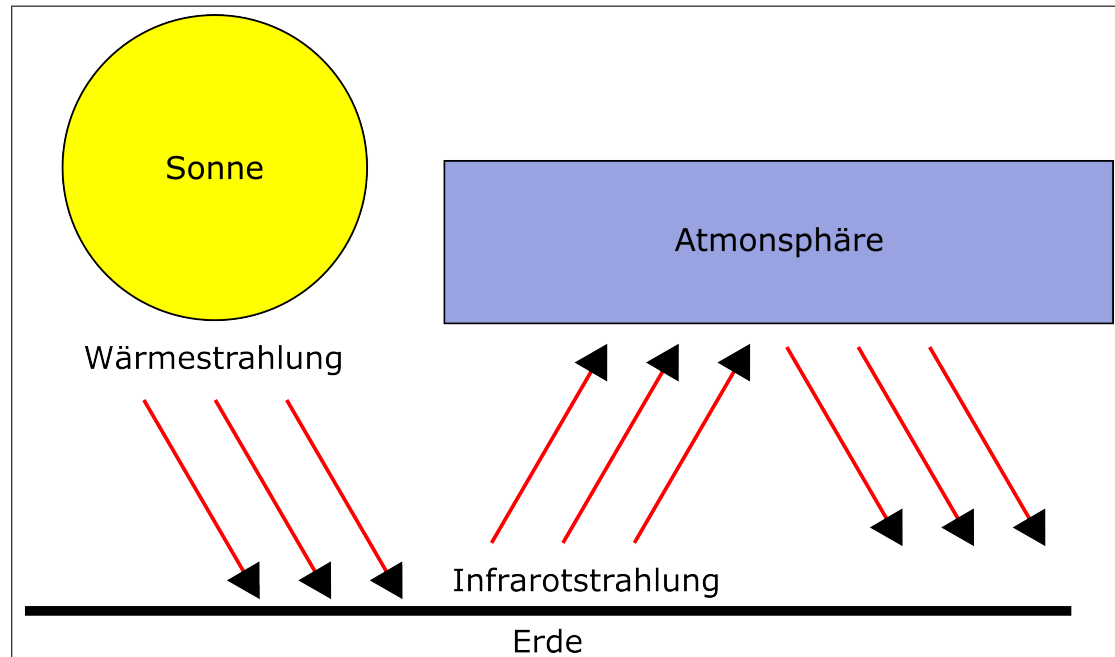 Sonne
Atmonsphäre
Wärmestrahlung
Infrarotstrahlung
Erde